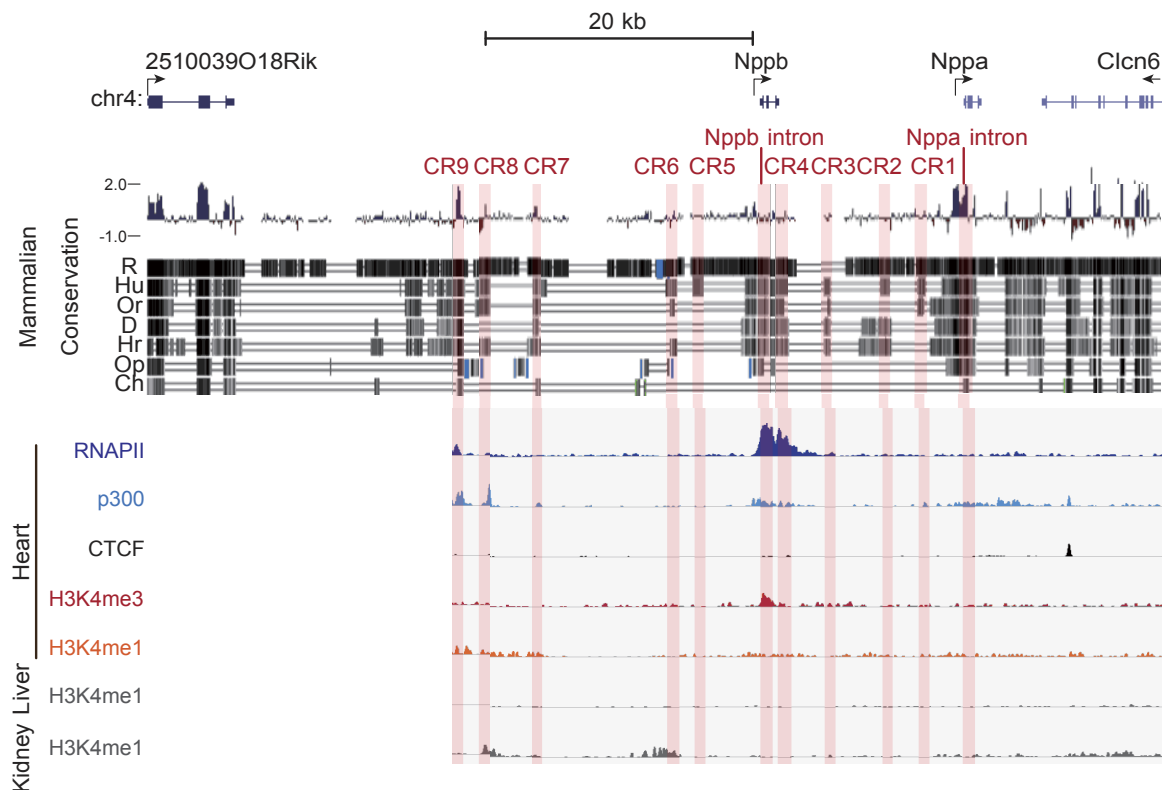 20 kb
2510039O18Rik Nppb Nppa Clcn6
chr4:
Nppb intron Nppa intron
CR9 CR8 CR7 CR6 CR5 CR4 CR3 CR2 CR1
2.0
-1.0
Mammalian
Conservation
R
Hu
Or
D
Hr
Op
Ch
Heart
RNAPII
p300
CTCF
H3K4me3
H3K4me1
Liver
H3K4me1
Kidney
H3K4me1